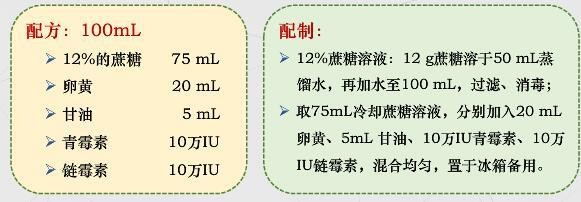 配方：100mL
➢ 12%的蔗糖 75 mL
➢ 卵黄 20 mL
➢ 甘油 5 mL
➢ 青霉素 10万IU
➢ 链霉素 10万IU
配制：
➢ 12%蔗糖溶液：12 g蔗糖溶于50 mL蒸
馏水，再加水至100 mL，过滤、消毒；
➢ 取75mL冷却蔗糖溶液，分别加入20 mL
卵黄、5mL 甘油、10万IU青霉素、10万
IU链霉素，混合均匀，置于冰箱备用。